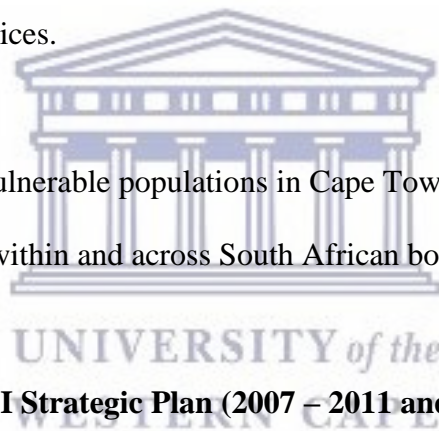 ices.
ulnerable populations in Cape Tow
within and across South African bo
UNIVERSITY of the
I Strategic Plan (2007 – 2011 and
WESTERN CAPE